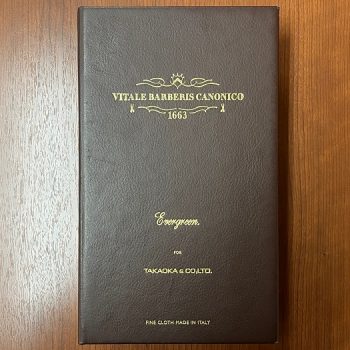 VITALE BARBERIS CANONICO
1663
Evergreen.
FOR
TAKAOKA & CO,LTD.
FINE CLOTH MADE IN ITALY